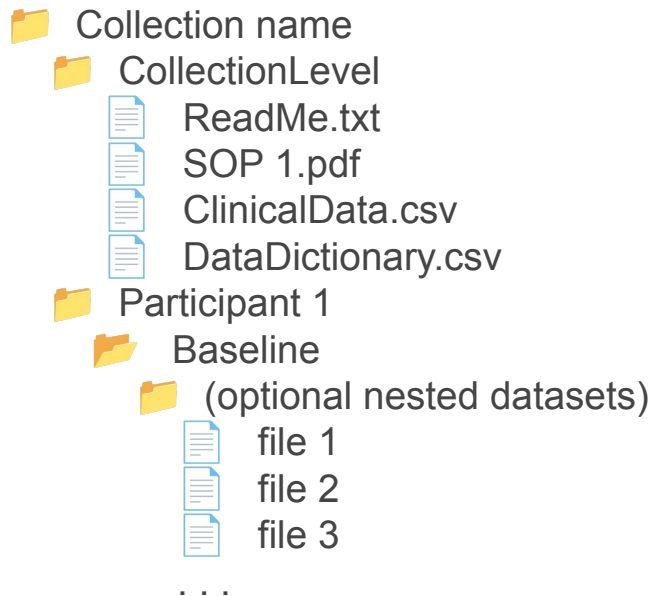 Collection name
CollectionLevel
ReadMe.txt
SOP 1.pdf
ClinicalData.csv
DataDictionary.csv
Participant 1
Baseline
(optional nested datasets)
file 1
file 2
file 3
...